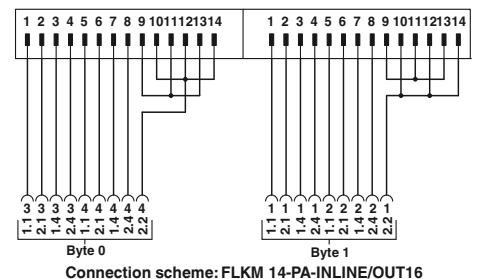 1 2 3 4 5 6 7 8 9 10 11 12 13 14 1 2 3 4 5 6 7 8 9 10 11 12 13 14
3 3 3 3 4 4 4 4 4 1 1 1 1 2 2 2 2 1
1.1 2.1 1.4 2.4 1.1 2.1 1.4 2.4 2.2 1.1 2.1 1.4 2.4 1.1 2.1 1.4 2.4 2.2
Byte 0 Byte 1
Connection scheme: FLKM 14-PA-INLINE/OUT16